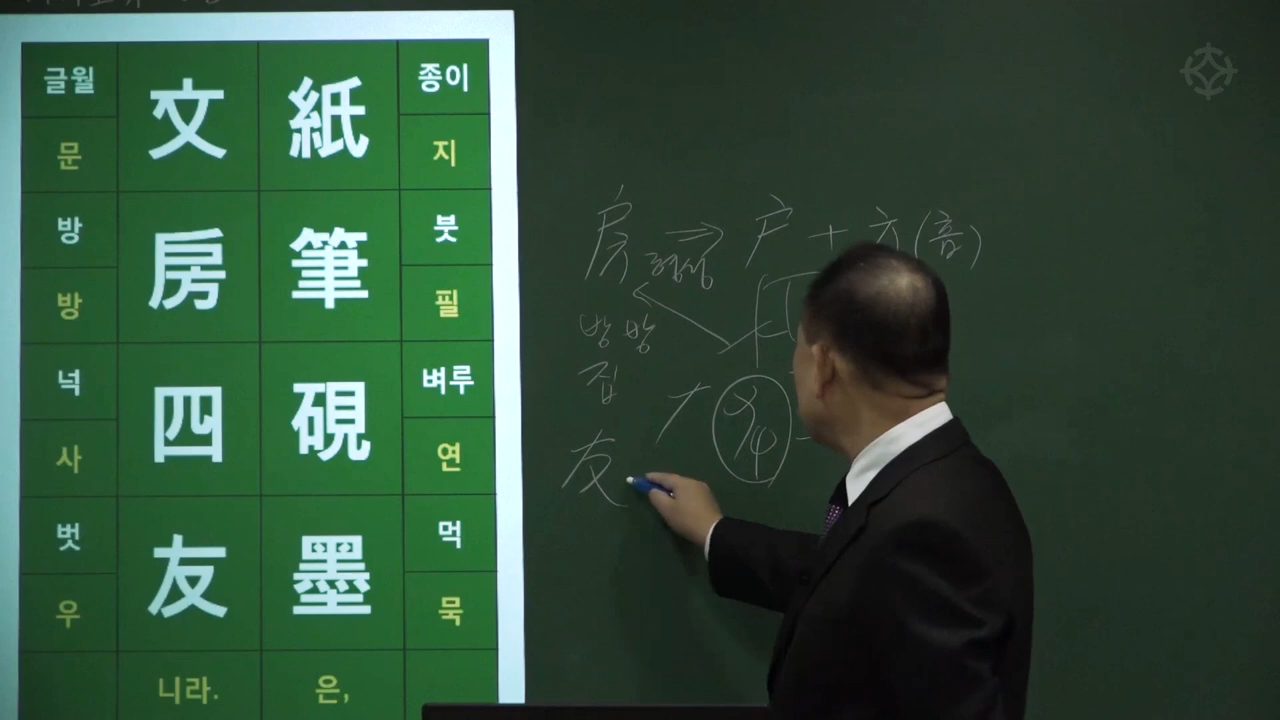 글월 文 紙 종이
문 지
방 房 筆 붓
방 필
넉 四 硯 벼루
사 연
벗 友 墨 먹
우 묵
니라. 은,
房 형성 → 戶 + 方 (音)
방 방
집
友